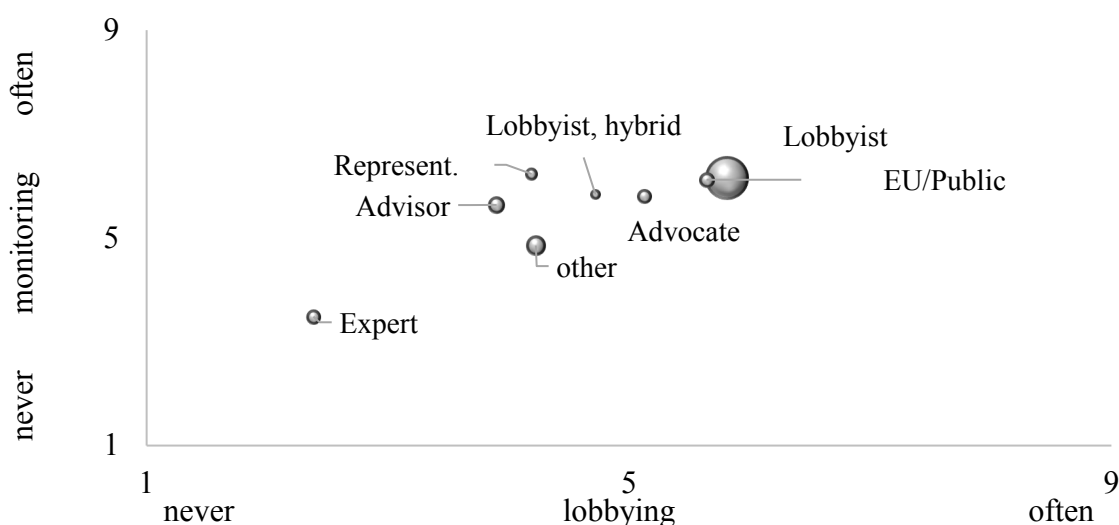 9
often
Lobbyist, hybrid
Lobbyist
Represent.
EU/Public
Advisor
monitoring
5
Advocate
other
Expert
never
1
1
5
9
never
lobbying
often